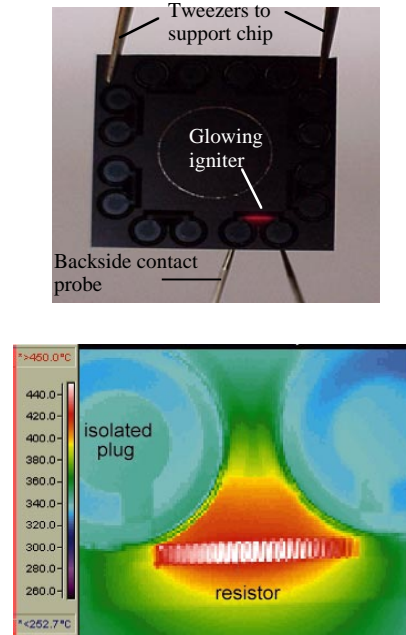 Tweezers to
support chip
Glowing
igniter
Backside contact
probe
*>450.0°C
440.0-
420.0-
400.0-
380.0-
360.0-
340.0-
320.0-
300.0-
280.0-
260.0-
*<252.7°C
isolated
plug
resistor